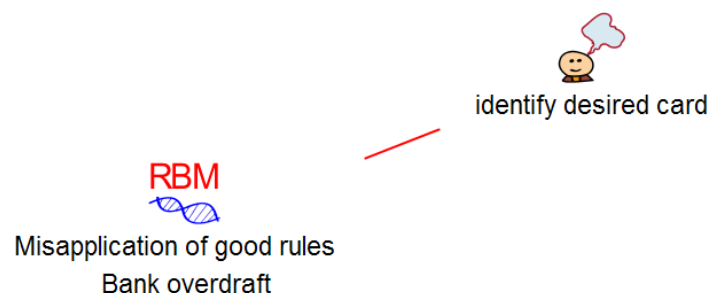 identify desired card
RBM
Misapplication of good rules
Bank overdraft